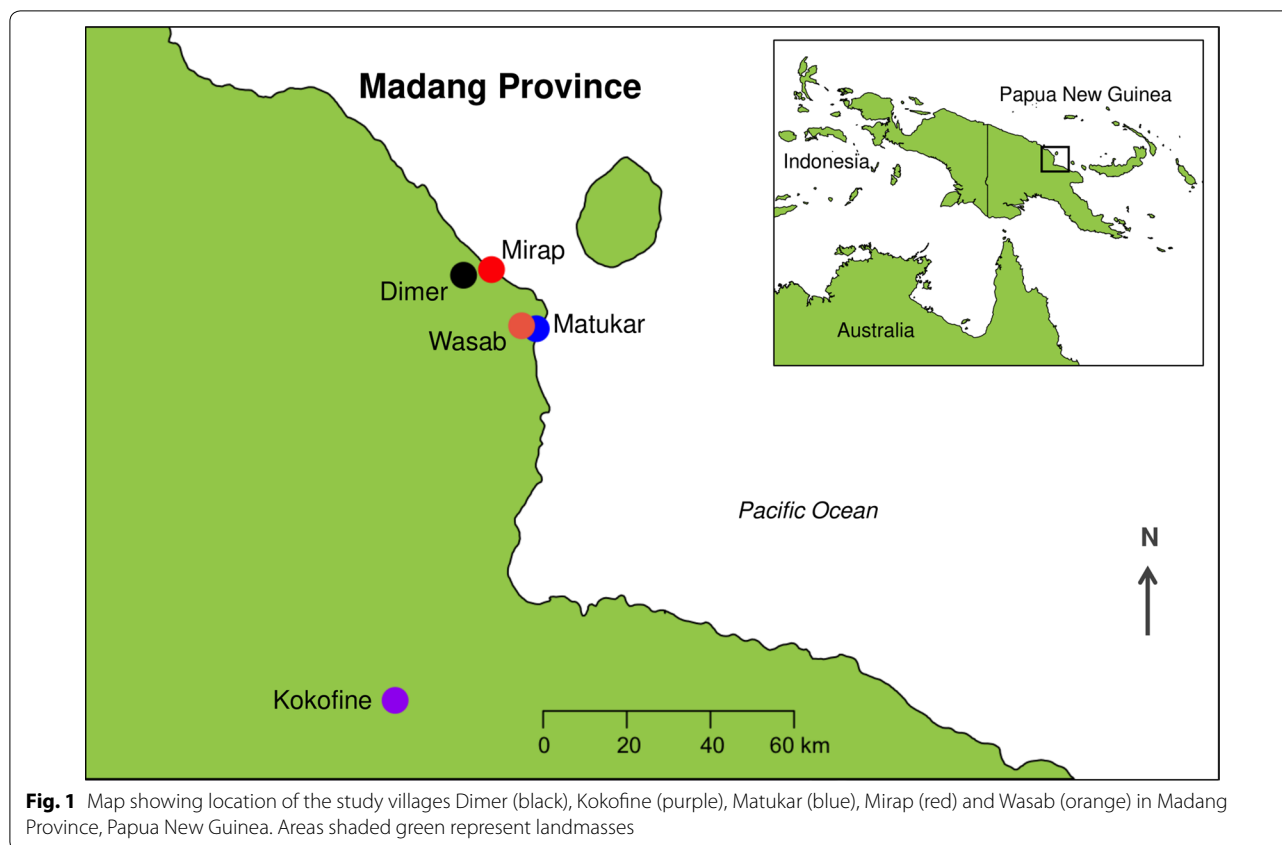 Madang Province
Papua New Guinea
Indonesia
Australia
Mirap
Dimer
Matukar
Wasab
Pacific Ocean
N
Kokofine
0 20 40 60 km
Fig. 1 Map showing location of the study villages Dimer (black), Kokofine (purple), Matukar (blue), Mirap (red) and Wasab (orange) in Madang
Province, Papua New Guinea. Areas shaded green represent landmasses